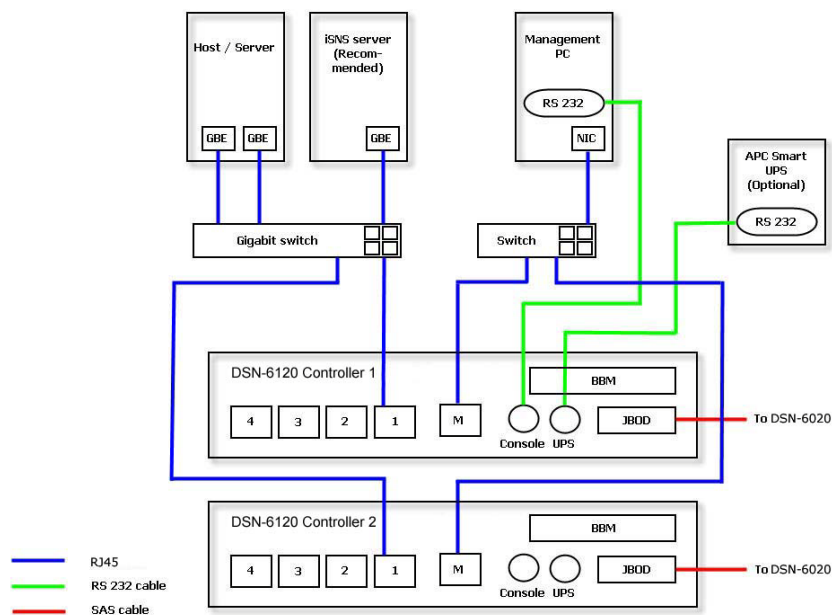 Host / Server
GBE
GBE
iSNS server
(Recom-
mended)
GBE
Management
PC
RS 232
NIC
APC Smart
UPS
(Optional)
RS 232
Gigabit switch
Switch
DSN-6120 Controller 1
BBM
4
3
2
1
M
Console
UPS
JBOD
To DSN-6020
DSN-6120 Controller 2
BBM
4
3
2
1
M
Console
UPS
JBOD
To DSN-6020
RJ45
RS 232 cable
SAS cable